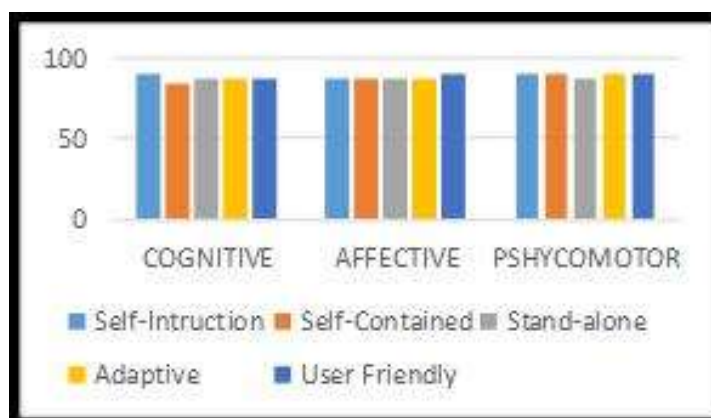 100
50
0
COGNITIVE AFFECTIVE PSHYCOMOTOR
Self-Intruction Self-Contained Stand-alone
Adaptive User Friendly